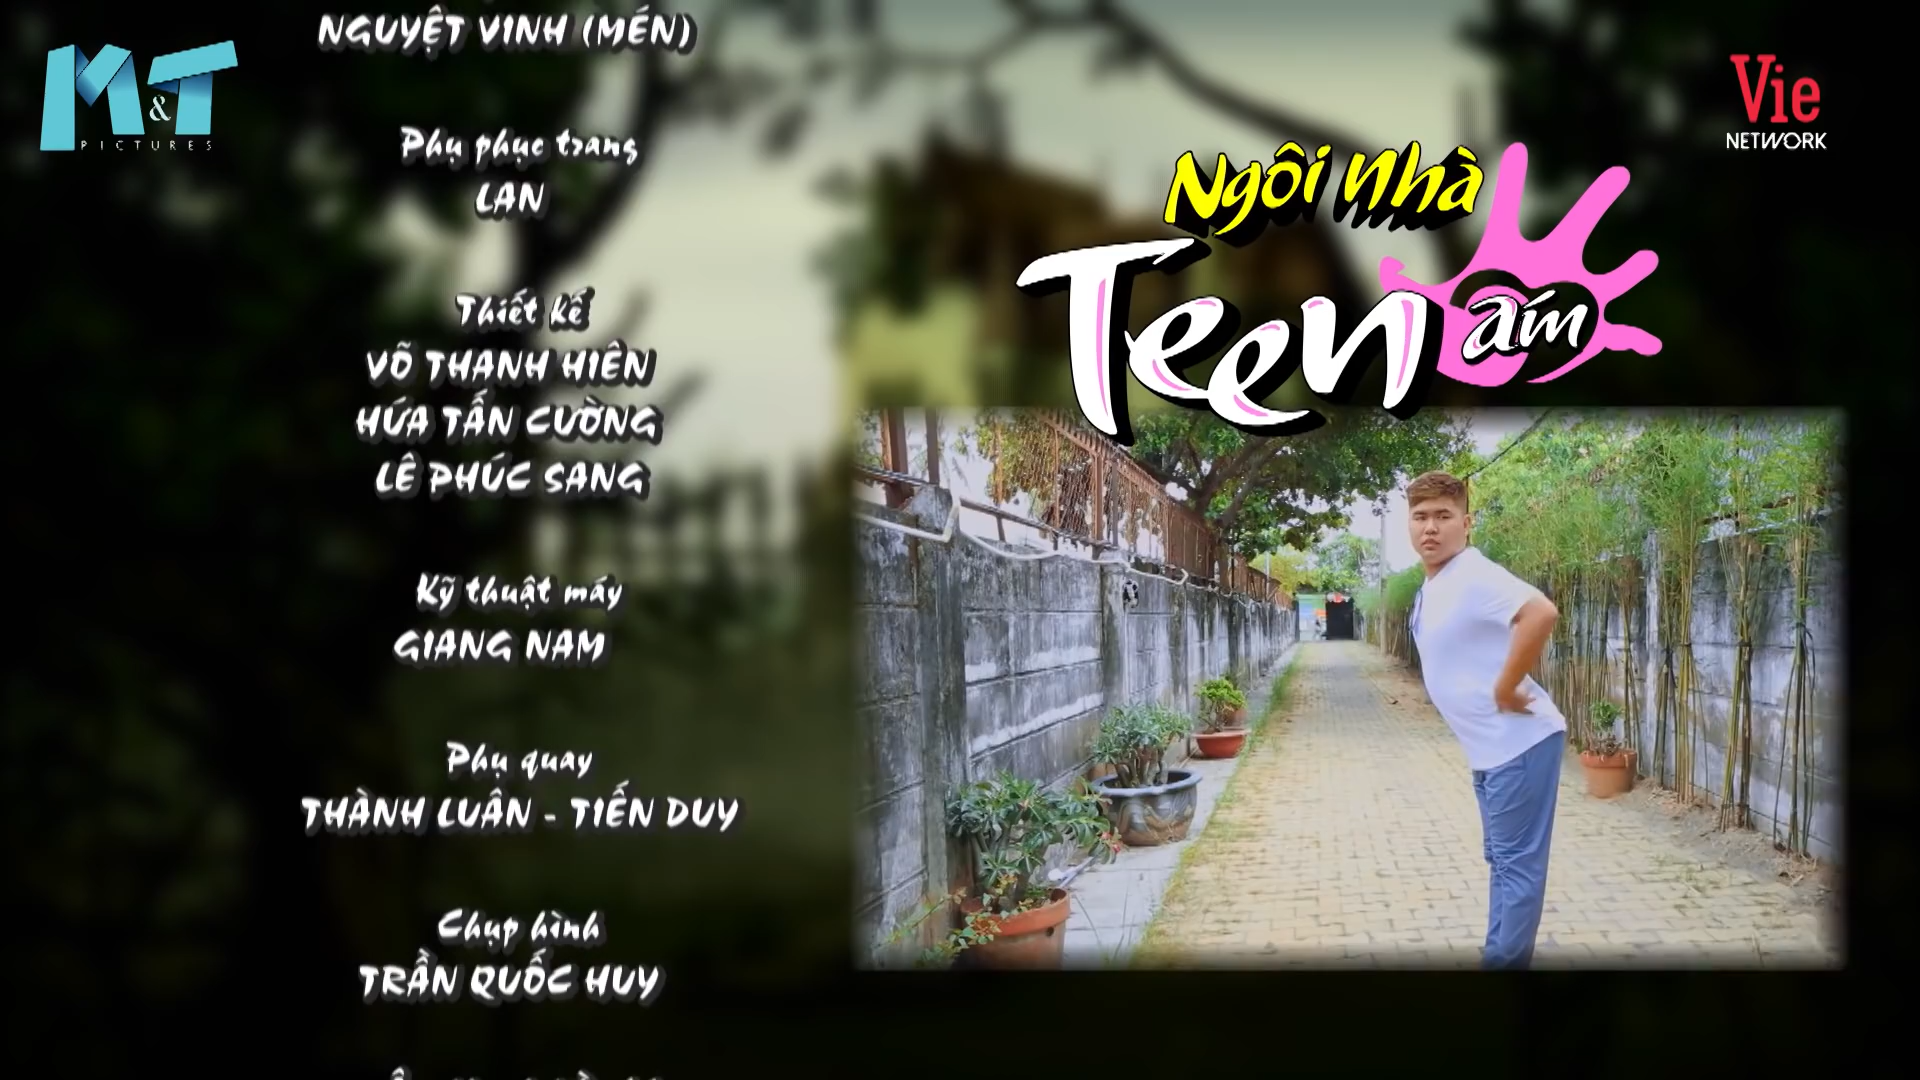 NGUYỆT VINH (MÉN)
M&T
PICTURES
Vie
NETWORK
Phụ phục trang
LAN
Ngôi nhà
Teen ấm
Thiết kế
VÕ THANH HIÊN
HÚA TẤN CƯỜNG
LÊ PHÚC SANG
Kỹ thuật máy
GIANG NAM
Phụ quay
THÀNH LUÂN - TIẾN DUY
Chụp hình
TRẦN QUỐC HUY